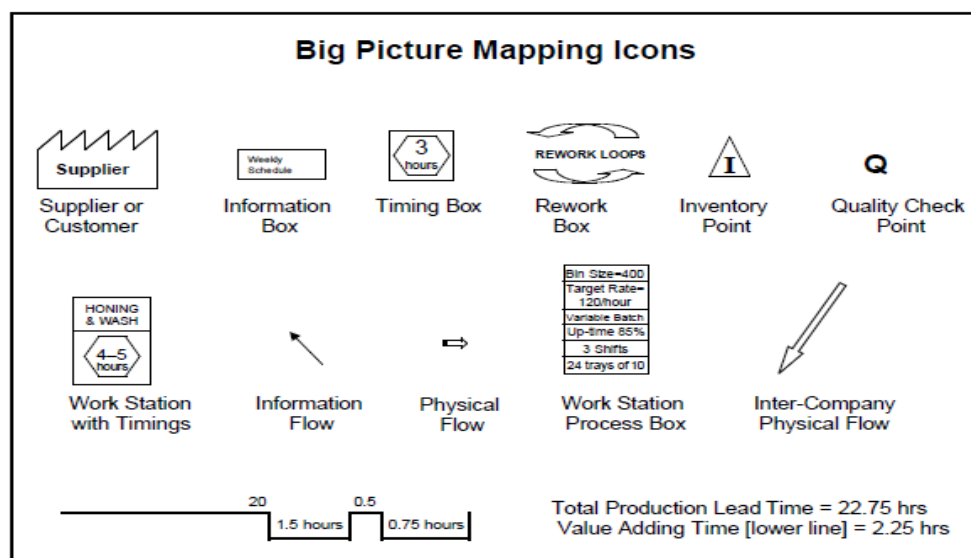 Big Picture Mapping Icons
Supplier
Weekly
Schedule
3
hours
REWORK LOOPS
I
Q
Supplier or
Customer
Information
Box
Timing Box
Rework
Box
Inventory
Point
Quality Check
Point
HONING
& WASH
4–5
hours
Bin Size=400
Target Rate=
120/hour
Variable Batch
Up-time 85%
3 Shifts
24 trays of 10
Work Station
with Timings
Information
Flow
Physical
Flow
Work Station
Process Box
Inter-Company
Physical Flow
20
0.5
1.5 hours
0.75 hours
Total Production Lead Time = 22.75 hrs
Value Adding Time [lower line] = 2.25 hrs